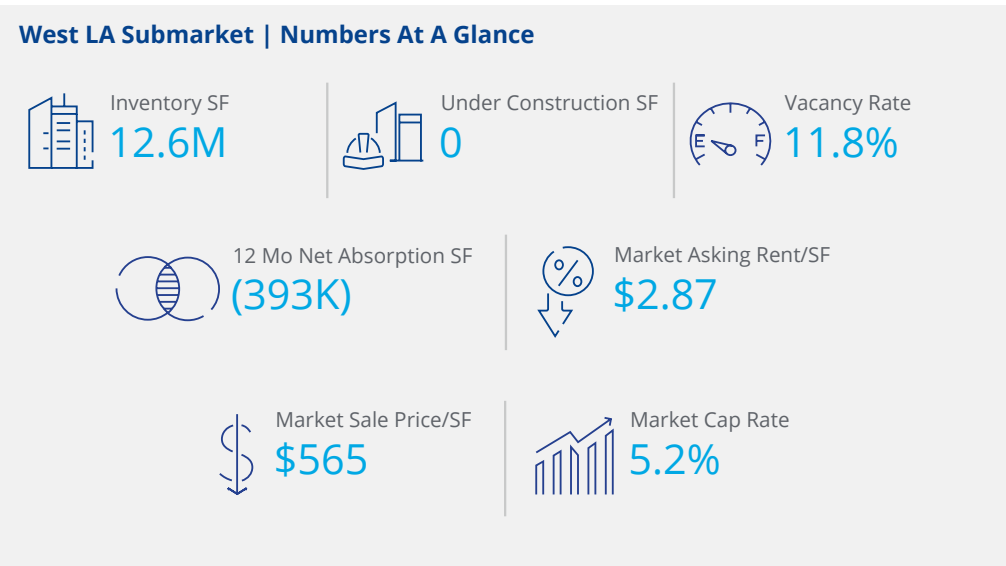 West LA Submarket | Numbers At A Glance
Inventory SF
12.6M
Under Construction SF
0
Vacancy Rate
11.8%
E F
12 Mo Net Absorption SF
(393K)
Market Asking Rent/SF
$2.87
%
Market Sale Price/SF
$565
$
Market Cap Rate
5.2%